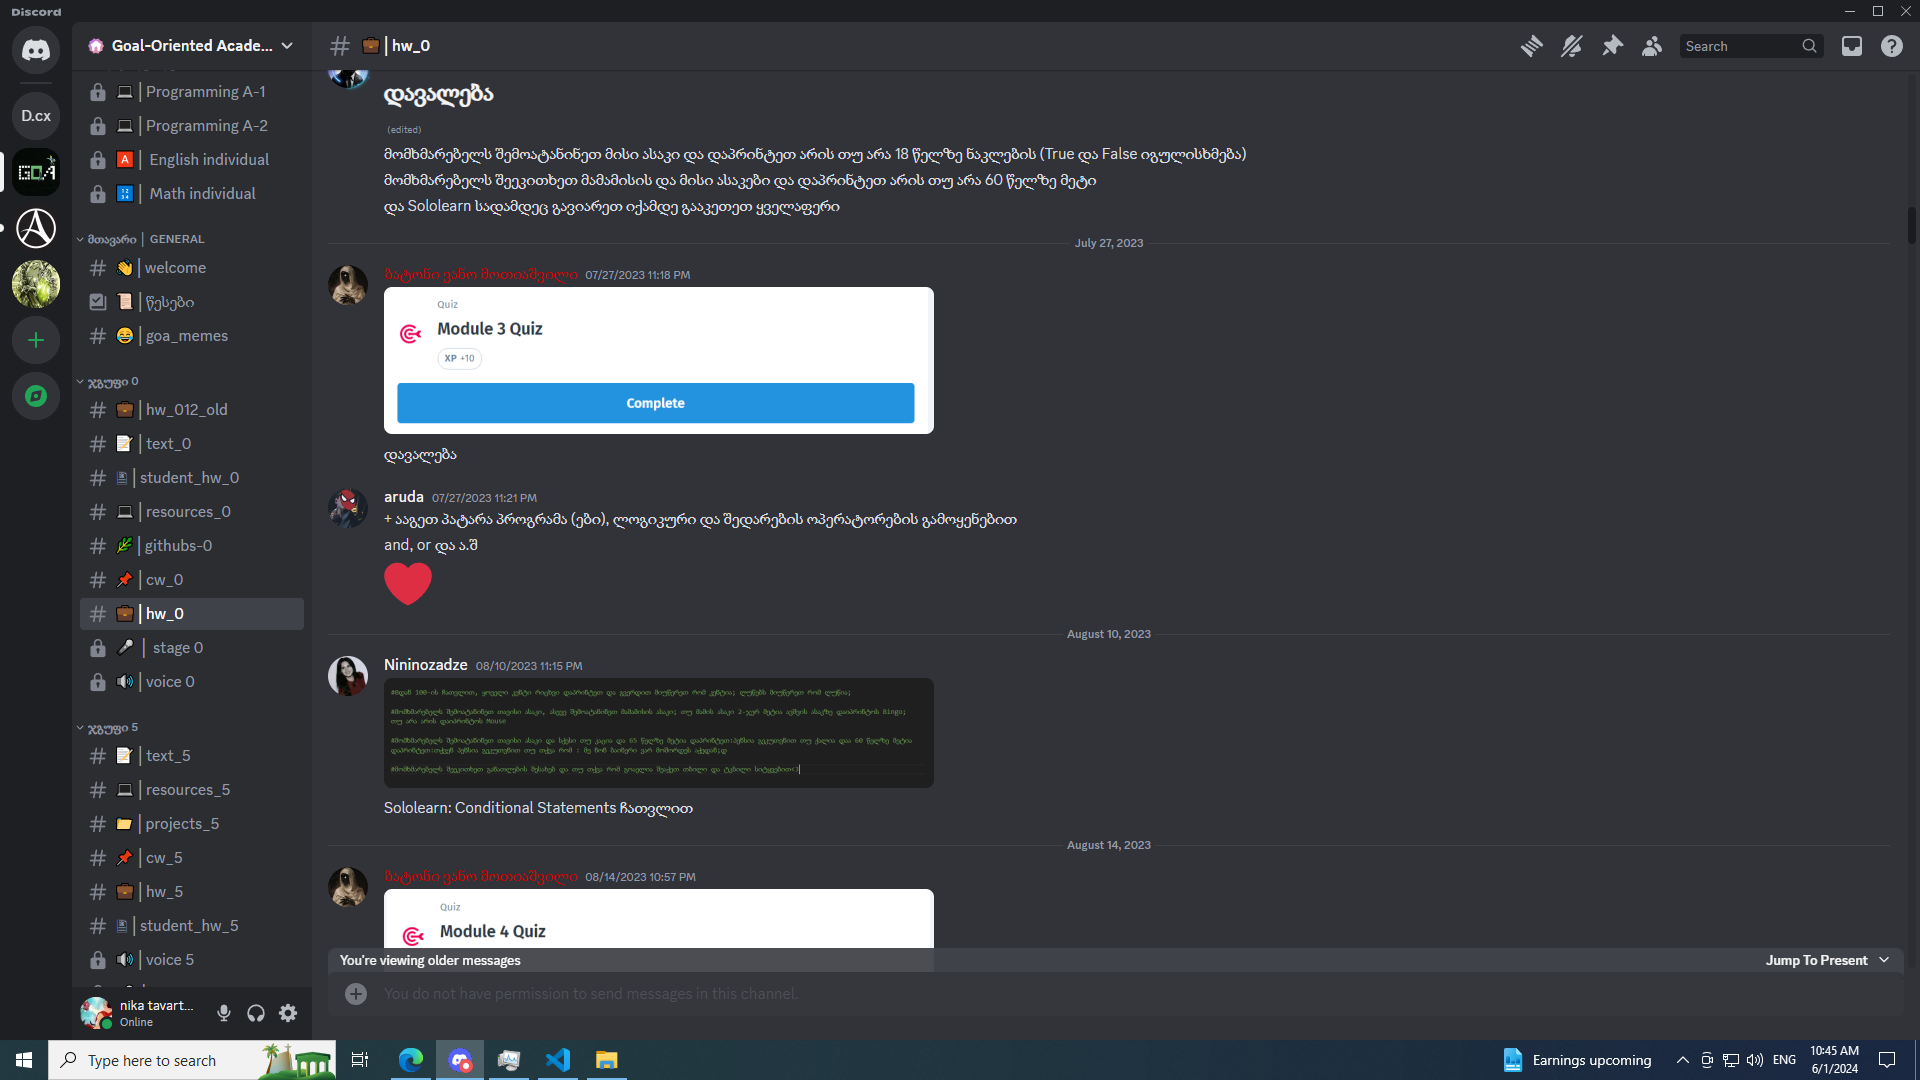 Discord
Goal-Oriented Acade...
Programming A-1
Programming A-2
English individual
Math individual
მთავარი | GENERAL
welcome
წესები
goa_memes
ჯგუფი 0
hw_012_old
text_0
student_hw_0
resources_0
githubs-0
cw_0
hw_0
stage 0
voice 0
ჯგუფი 5
text_5
resources_5
projects_5
cw_5
hw_5
student_hw_5
voice 5
D.cx
GOA
nika tavart...
Online
hw_0
Search
დავალება
(edited)
მომხმარებელს შემოატანინეთ მისი ასაკი და დაპრინტეთ არის თუ არა 18 წელზე ნაკლების (True და False იგულისხმება)
მომხმარებელს შეეკითხეთ მამამისის და მისი ასაკები და დაპრინტეთ არის თუ არა 60 წელზე მეტი
და Sololearn სადამდეც გავიარეთ იქამდე გააკეთეთ ყველაფერი
July 27, 2023
ბატონი ვანო მოთიაშვილი 07/27/2023 11:18 PM
Quiz
Module 3 Quiz
XP +10
Complete
დავალება
aruda 07/27/2023 11:21 PM
+ ააგეთ პატარა პროგრამა (ები), ლოგიკური და შედარების ოპერატორების გამოყენებით
and, or და ა.შ
August 10, 2023
Nininozadze 08/10/2023 11:15 PM
Sololearn: Conditional Statements ჩათვლით
August 14, 2023
ბატონი ვანო მოთიაშვილი 08/14/2023 10:57 PM
Quiz
Module 4 Quiz
You're viewing older messages
Jump To Present
You do not have permission to send messages in this channel.
Type here to search
Earnings upcoming
ENG
10:45 AM
6/1/2024